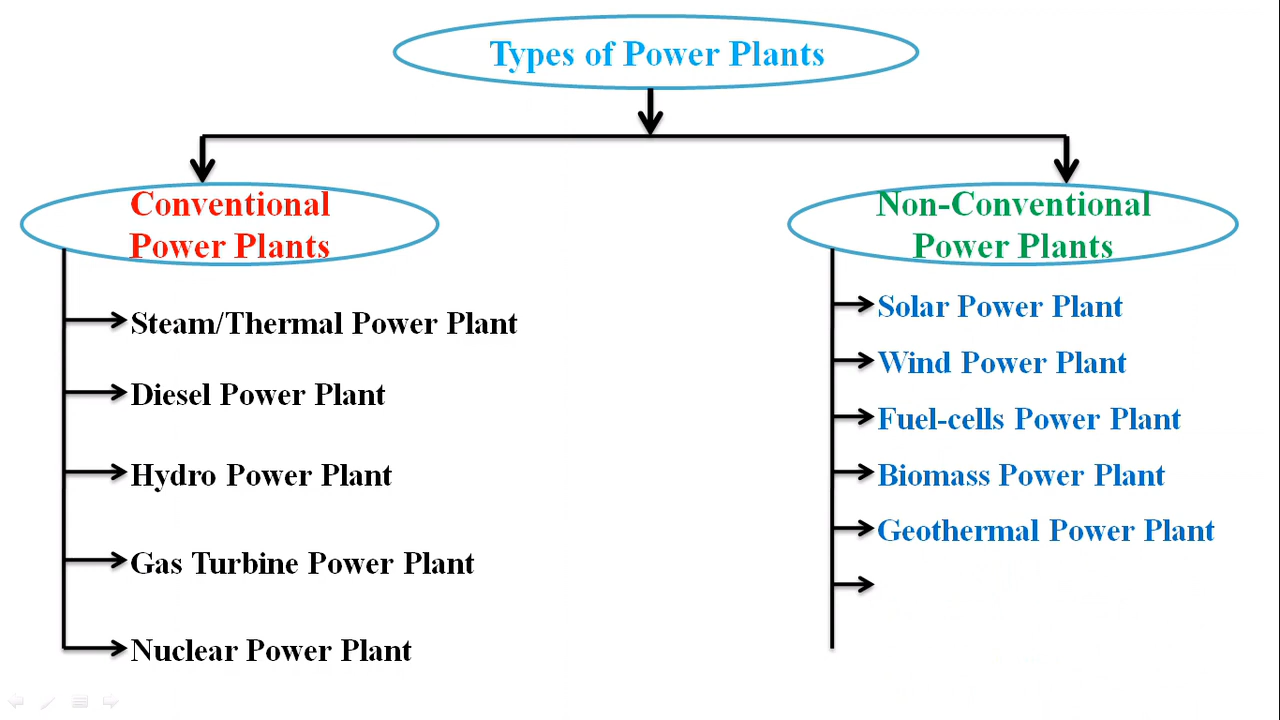 Types of Power Plants
Conventional
Power Plants
Steam/Thermal Power Plant
Diesel Power Plant
Hydro Power Plant
Gas Turbine Power Plant
Nuclear Power Plant
Non-Conventional
Power Plants
Solar Power Plant
Wind Power Plant
Fuel-cells Power Plant
Biomass Power Plant
Geothermal Power Plant